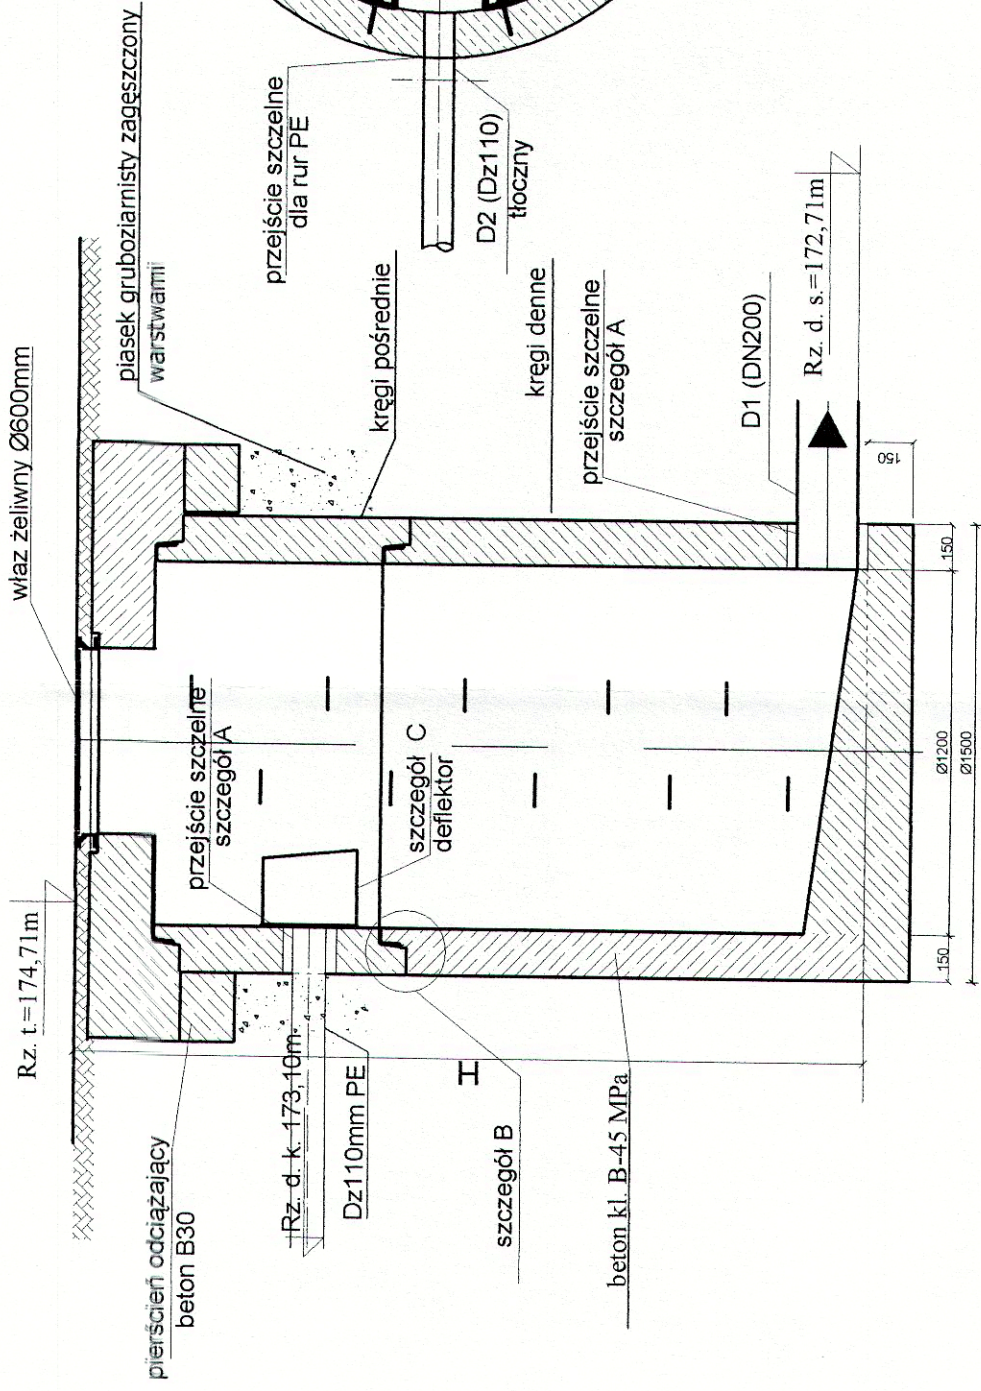 Rz. t.=174,71m
właz żeliwny Ø600mm
piasek gruboziarnisty zagęszczony
warstwami
przejście szczelne
dla rur PE
D2 (Dz110)
tłoczny
kręgi pośrednie
kręgi denne
przejście szczelne
szczegół A
D1 (DN200)
Rz. d. s.=172,71m
150
przejście szczelne
szczegół A
szczegół C
deflektor
pierścień odciążający
beton B30
Rz. d. k. 173,10m
Dz110mm PE
H
szczegół B
beton kl. B-45 MPa
150
Ø1200
150
Ø1500